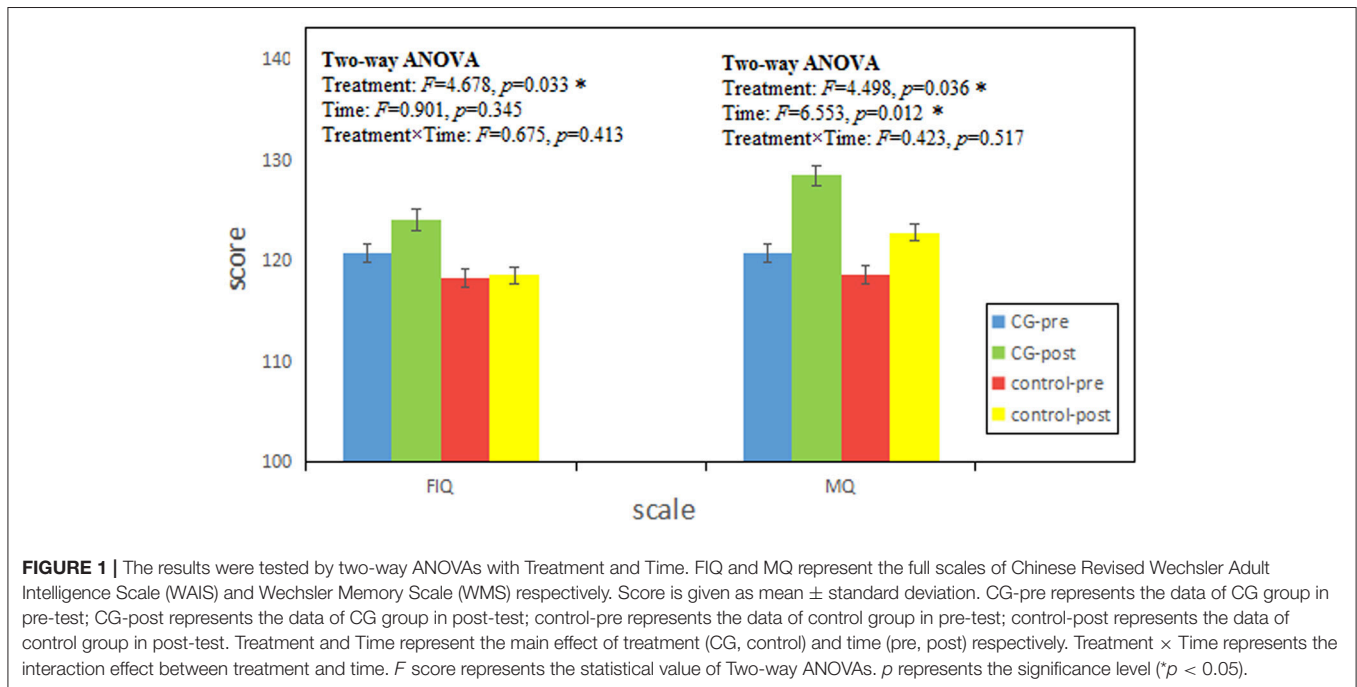 140
130
120
110
100
score
Two-way ANOVA
Treatment: F=4.678, p=0.033 *
Time: F=0.901, p=0.345
Treatment×Time: F=0.675, p=0.413
Two-way ANOVA
Treatment: F=4.498, p=0.036 *
Time: F=6.553, p=0.012 *
Treatment×Time: F=0.423, p=0.517
CG-pre
CG-post
control-pre
control-post
FIQ
MQ
scale
FIGURE 1 | The results were tested by two-way ANOVAs with Treatment and Time. FIQ and MQ represent the full scales of Chinese Revised Wechsler Adult
Intelligence Scale (WAIS) and Wechsler Memory Scale (WMS) respectively. Score is given as mean ± standard deviation. CG-pre represents the data of CG group in
pre-test; CG-post represents the data of CG group in post-test; control-pre represents the data of control group in pre-test; control-post represents the data of
control group in post-test. Treatment and Time represent the main effect of treatment (CG, control) and time (pre, post) respectively. Treatment × Time represents the
interaction effect between treatment and time. F score represents the statistical value of Two-way ANOVAs. p represents the significance level (*p < 0.05).